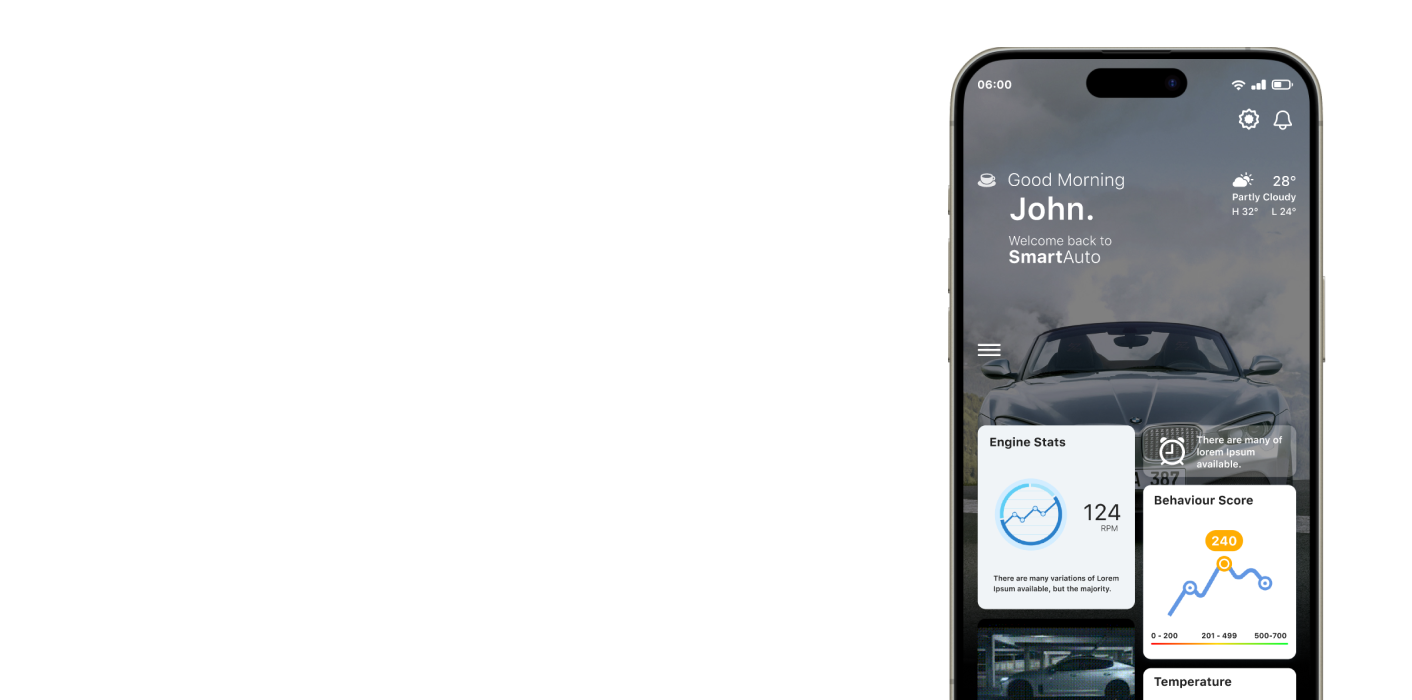 06:00
Good Morning
28°
John.
Partly Cloudy
H 32° L 24°
Welcome back to
SmartAuto
Engine Stats
There are many of
lorem Ipsum
available.
387
Behaviour Score
124
RPM
240
There are many variations of Lorem
Ipsum available, but the majority.
0 - 200 201 - 499 500-700
Temperature